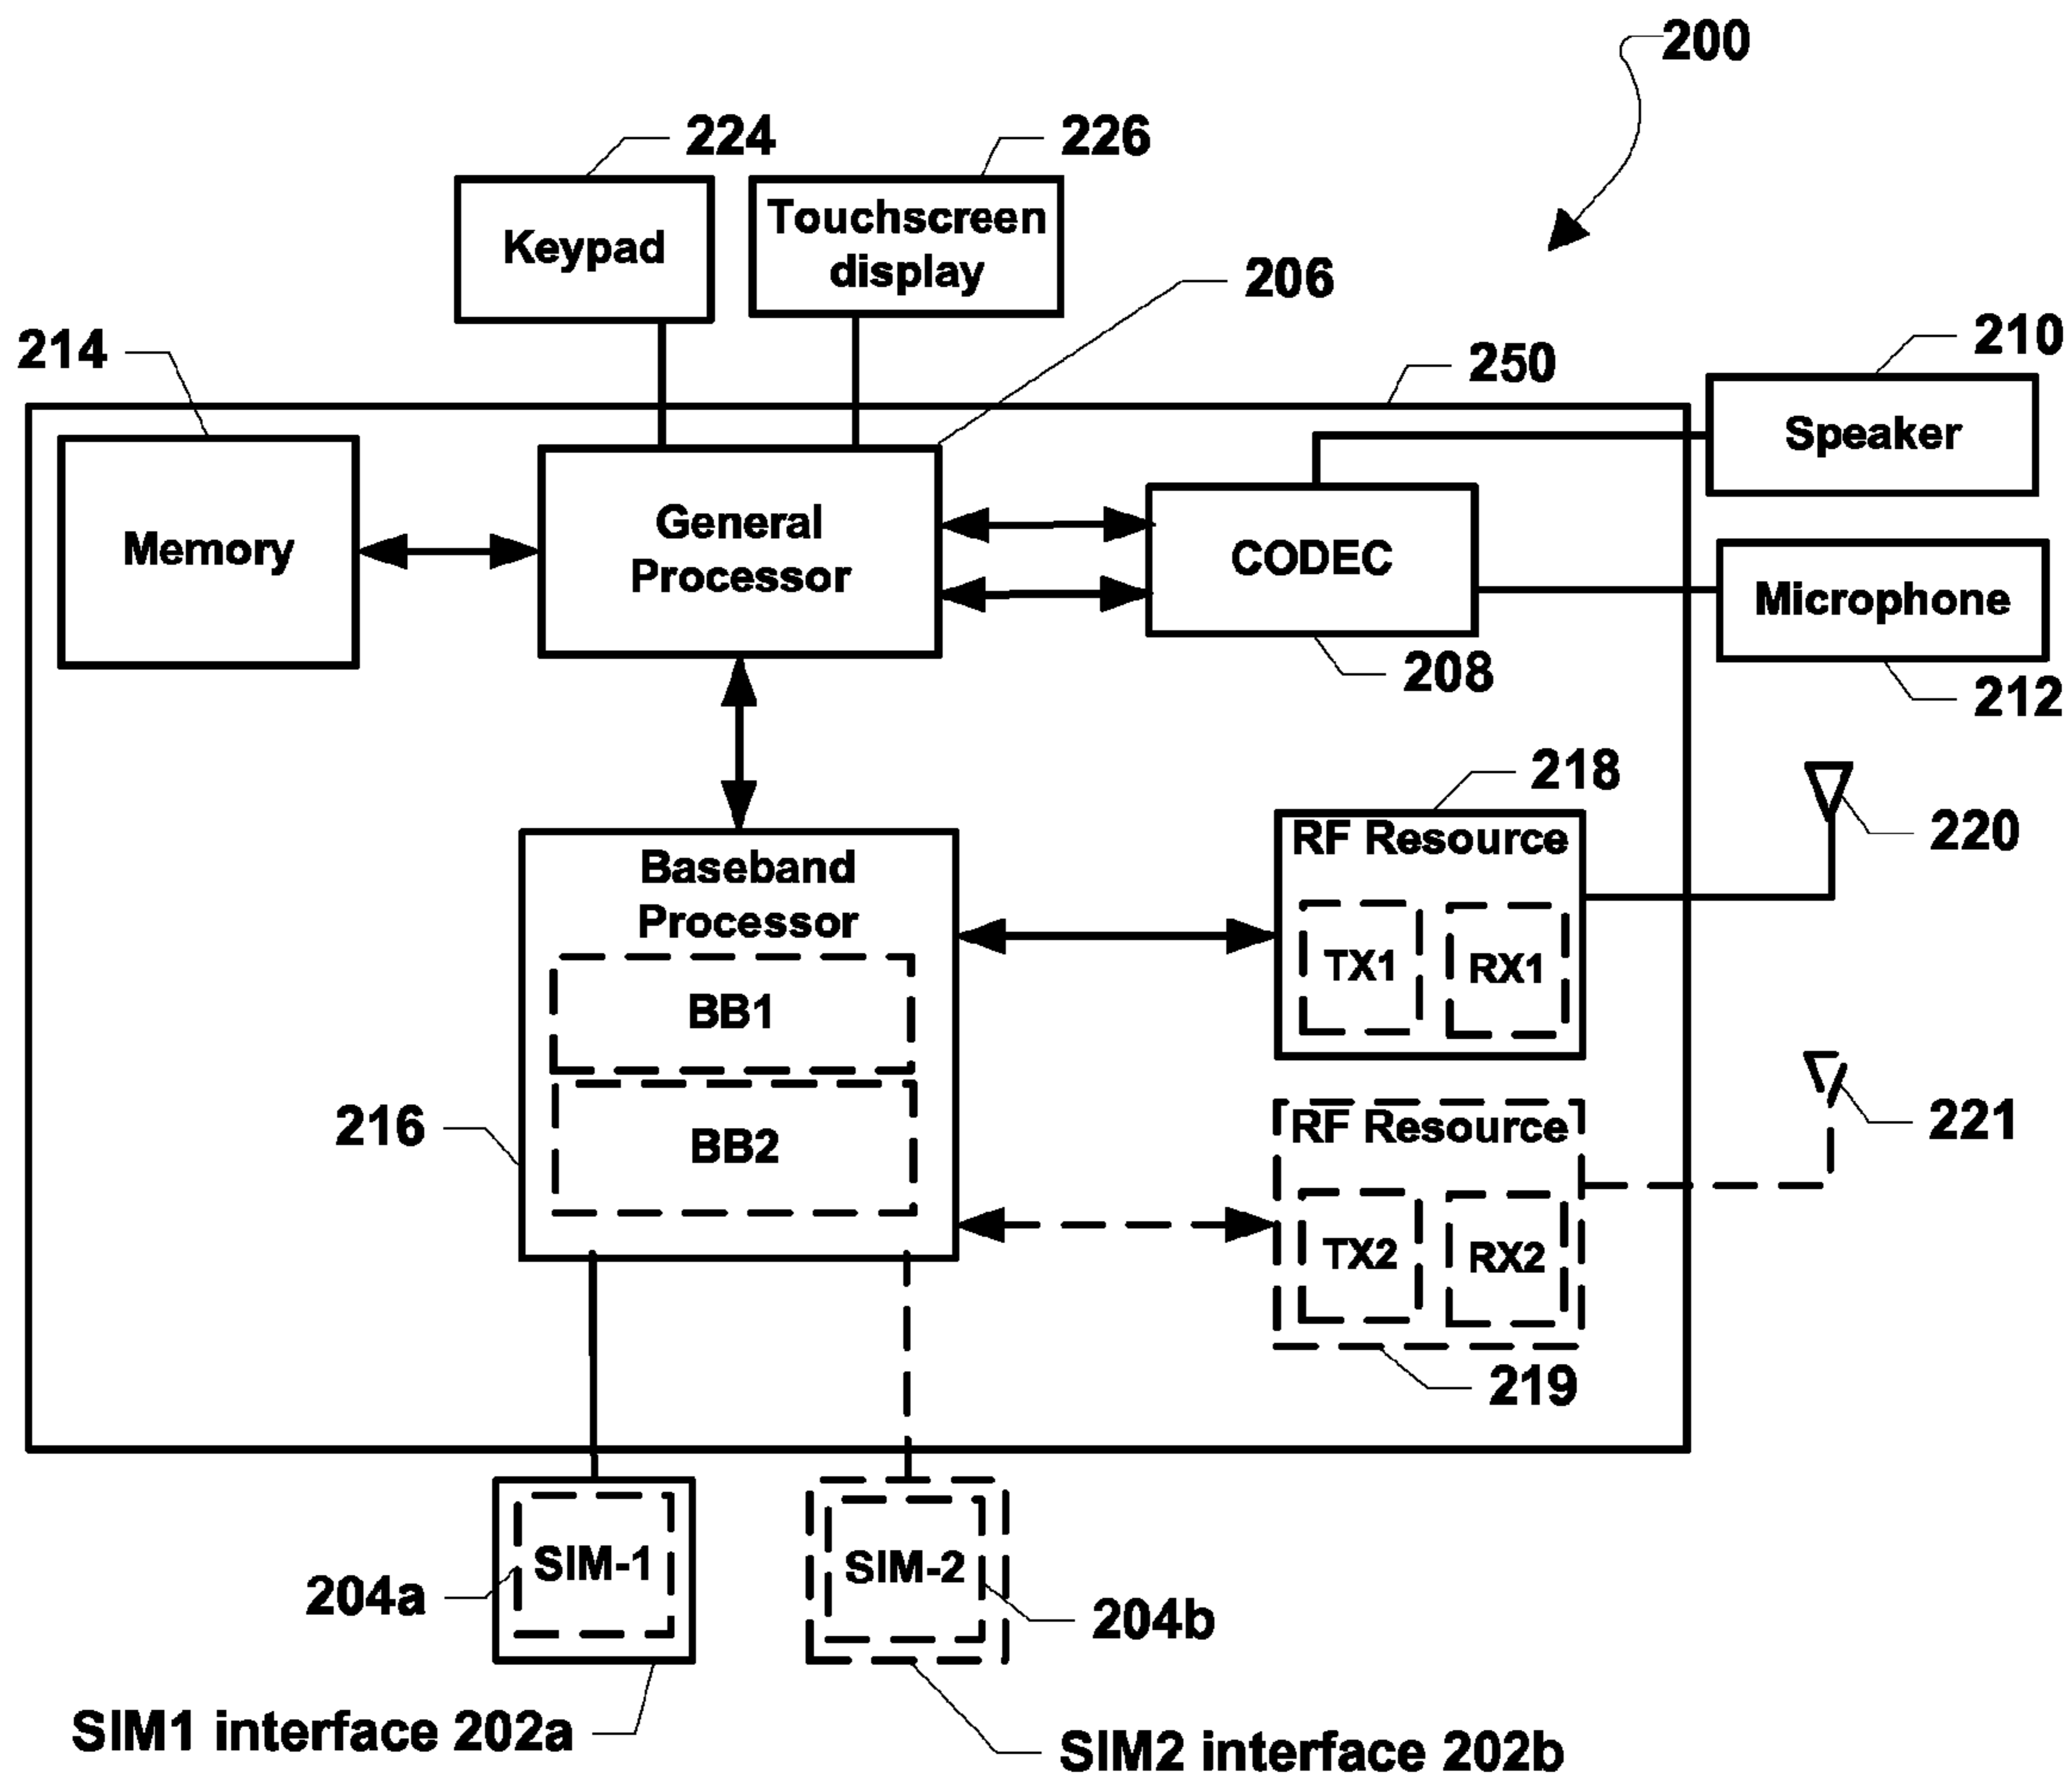 200
224
226
Keypad
Touchscreen
display
206
214
250
210
Speaker
Memory
General
Processor
CODEC
Microphone
208
212
218
220
Baseband
Processor
RF Resource
TX1
RX1
BB1
216
BB2
RF Resource
221
TX2
RX2
219
SIM-1
SIM-2
204a
204b
SIM1 interface 202a
SIM2 interface 202b